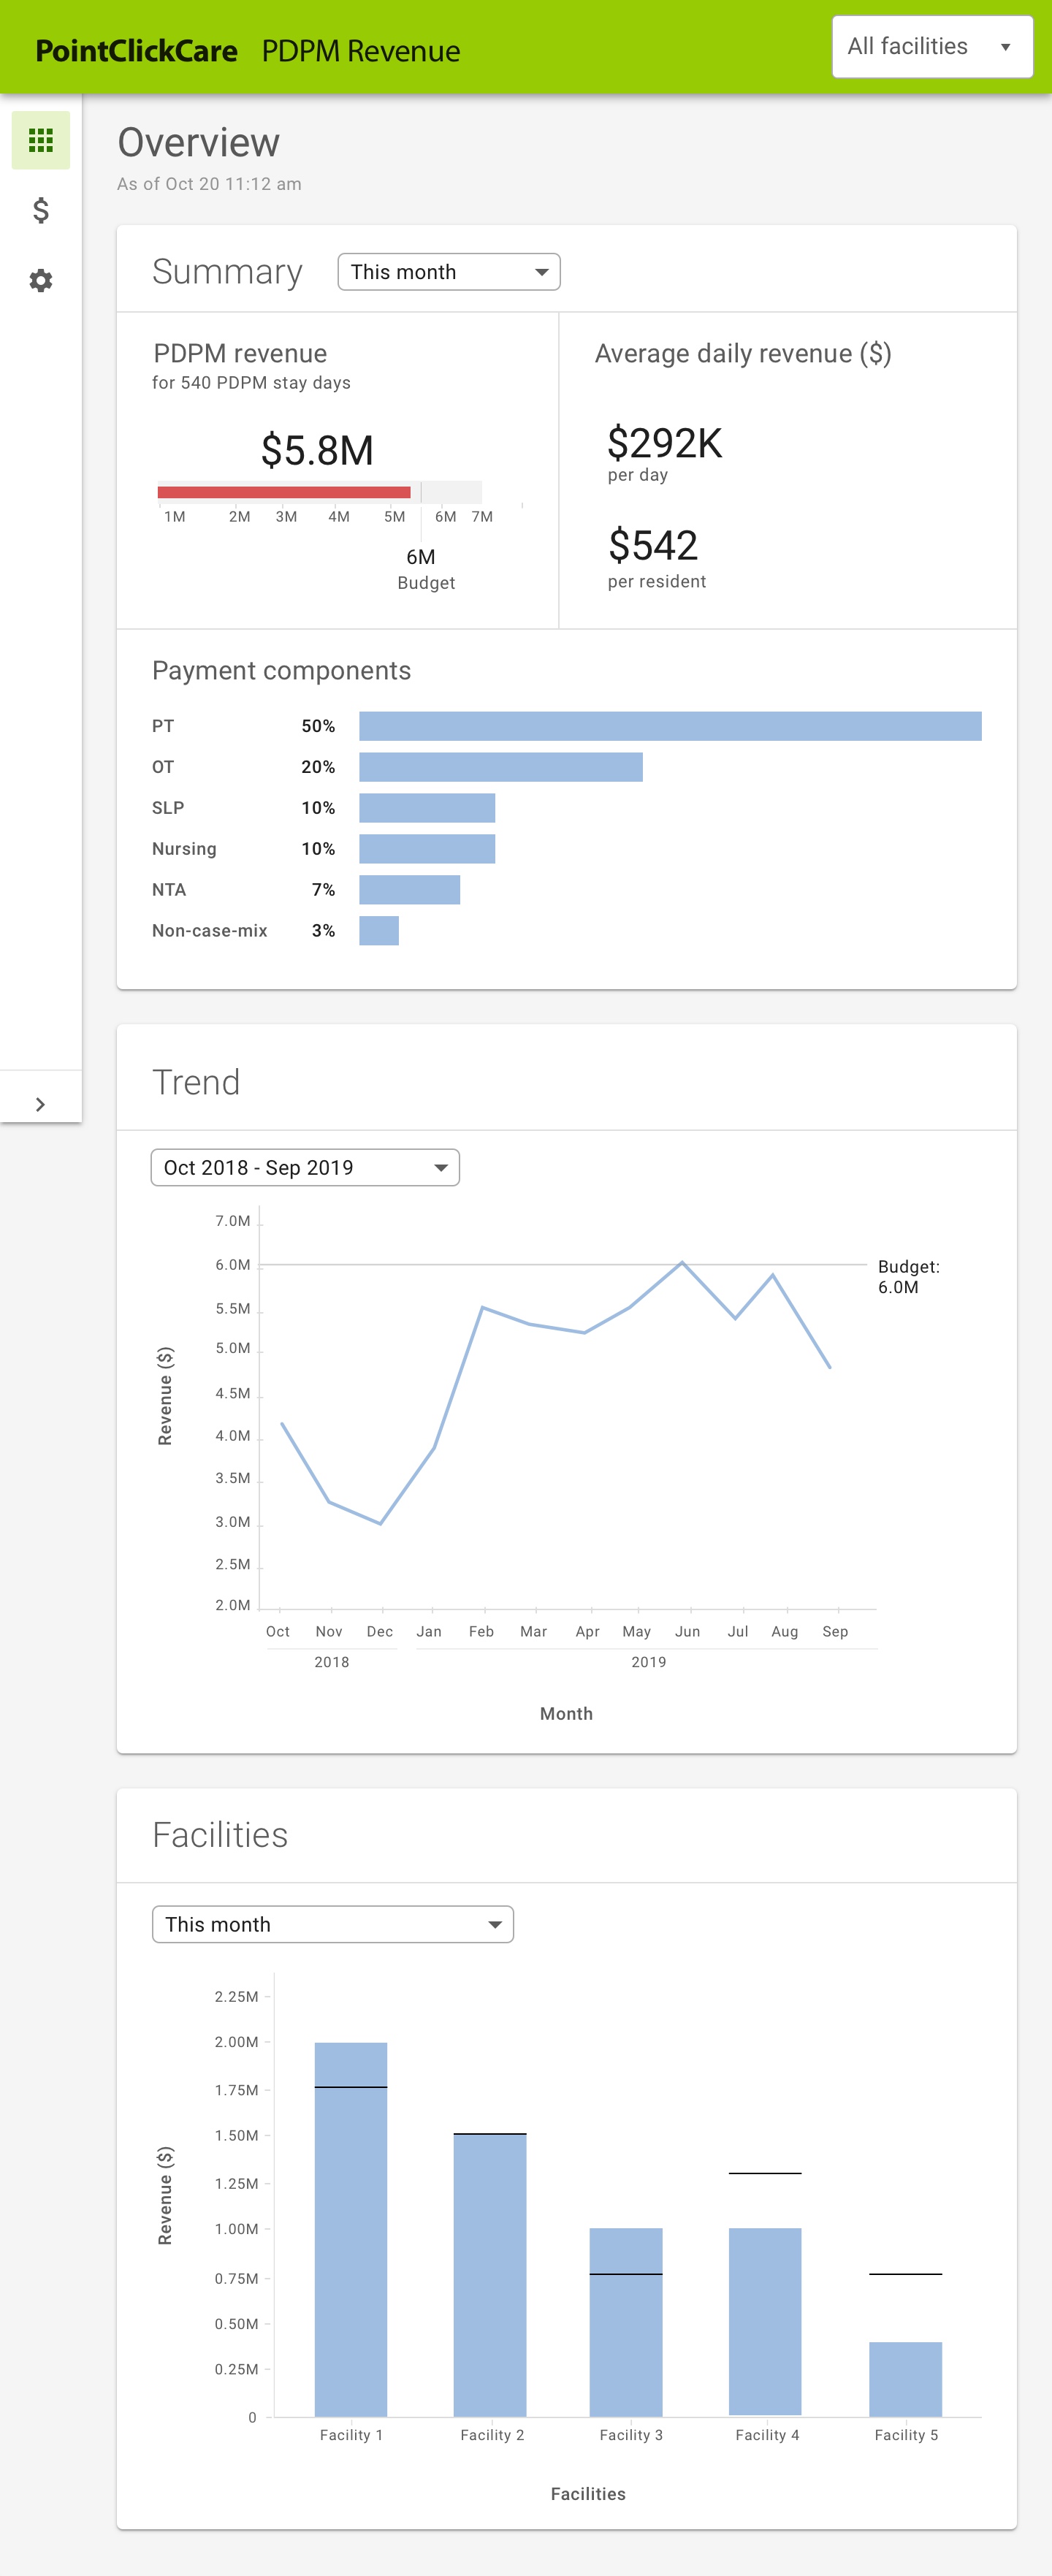 PointClickCare PDPM Revenue
All facilities
Overview
As of Oct 20 11:12 am
Summary
This month
PDPM revenue
for 540 PDPM stay days
$5.8M
1M 2M 3M 4M 5M 6M 7M
6M
Budget
Average daily revenue ($)
$292K
per day
$542
per resident
Payment components
PT 50%
OT 20%
SLP 10%
Nursing 10%
NTA 7%
Non-case-mix 3%
Trend
Oct 2018 - Sep 2019
Revenue ($)
7.0M
6.0M
5.5M
5.0M
4.5M
4.0M
3.5M
3.0M
2.5M
2.0M
Budget:
6.0M
Oct Nov Dec Jan Feb Mar Apr May Jun Jul Aug Sep
2018 2019
Month
Facilities
This month
Revenue ($)
2.25M
2.00M
1.75M
1.50M
1.25M
1.00M
0.75M
0.50M
0.25M
0
Facility 1 Facility 2 Facility 3 Facility 4 Facility 5
Facilities